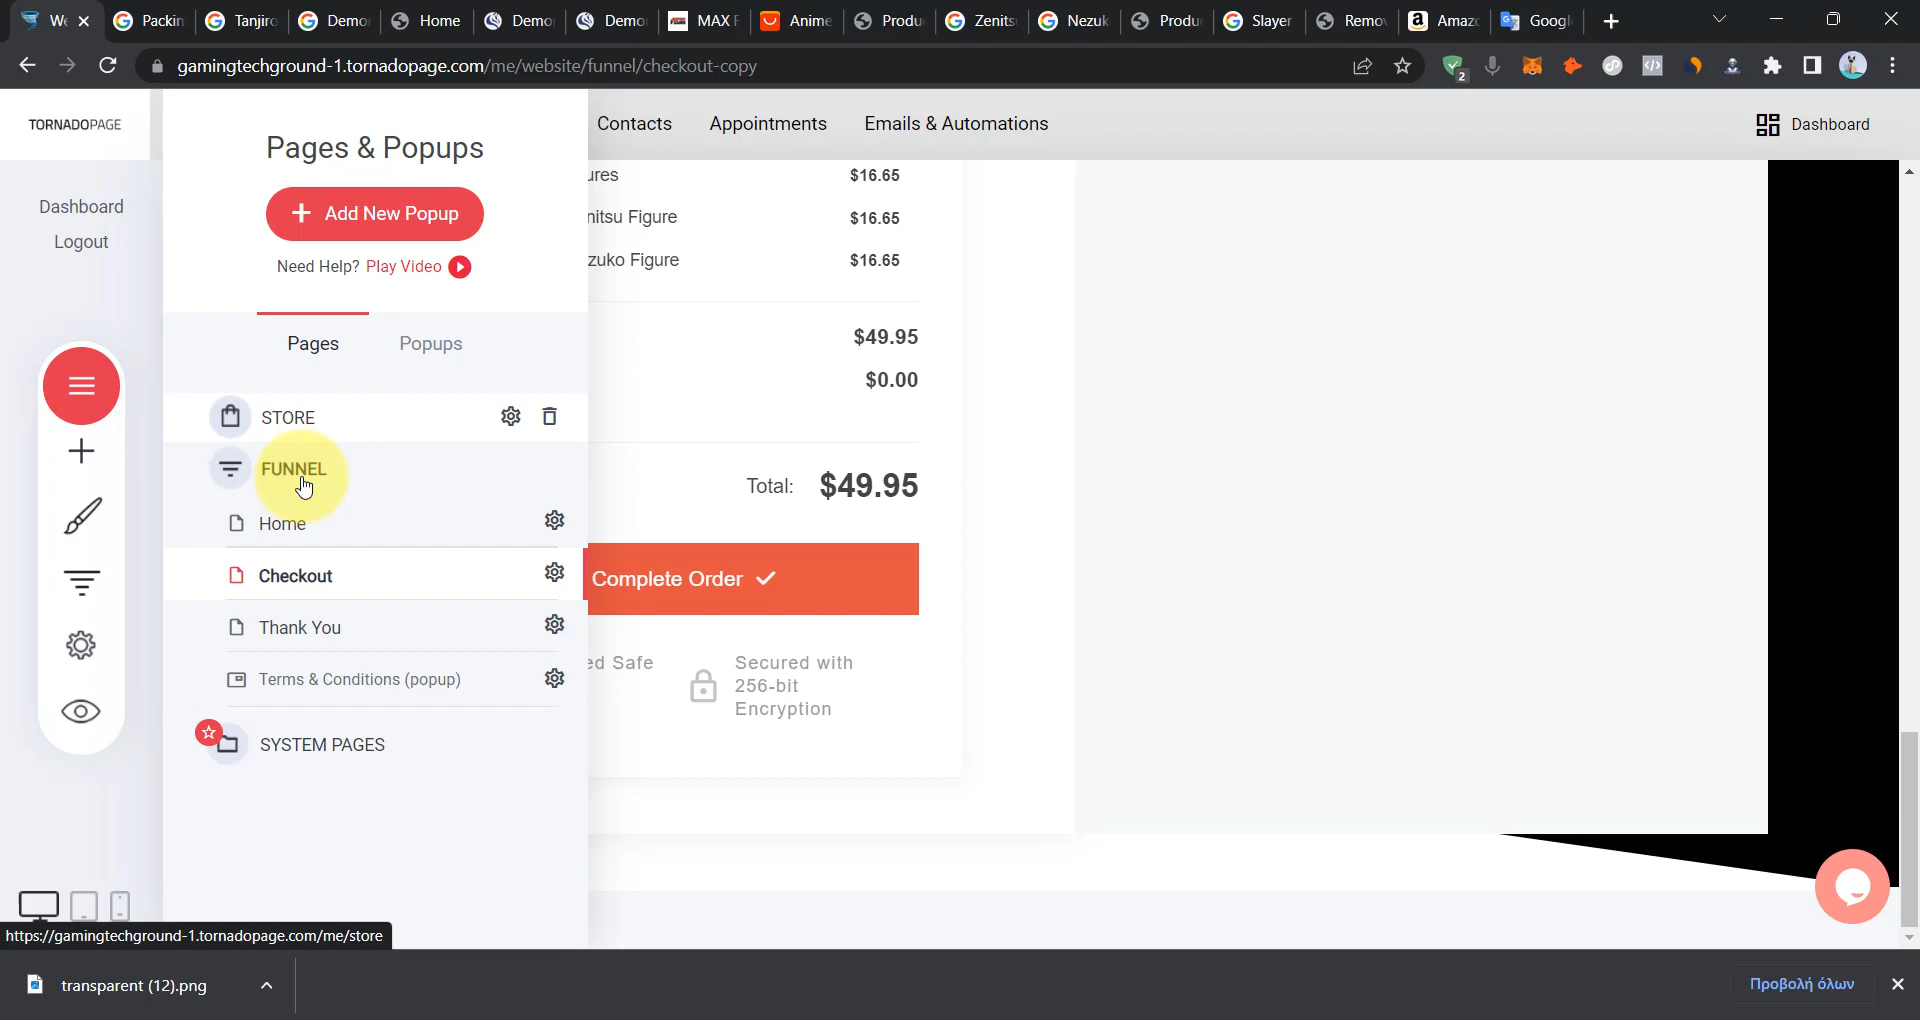 We
Packin
Tanjiro
Demo
Home
Demo
Demo
MAX F
Anime
Produ
Zenits
Nezuk
Produ
Slayer
Remov
Amazo
Googl
gamingtechground-1.tornadopage.com/me/website/funnel/checkout-copy
2
TORNADOPAGE
Contacts
Appointments
Emails & Automations
Dashboard
Dashboard
Logout
Pages & Popups
+ Add New Popup
Need Help? Play Video
Pages
Popups
STORE
FUNNEL
Home
Checkout
Thank You
Terms & Conditions (popup)
SYSTEM PAGES
ures $16.65
nitsu Figure $16.65
zuko Figure $16.65
$49.95
$0.00
Total: $49.95
Complete Order
ed Safe
Secured with
256-bit
Encryption
https://gamingtechground-1.tornadopage.com/me/store
transparent (12).png
Προβολή όλων